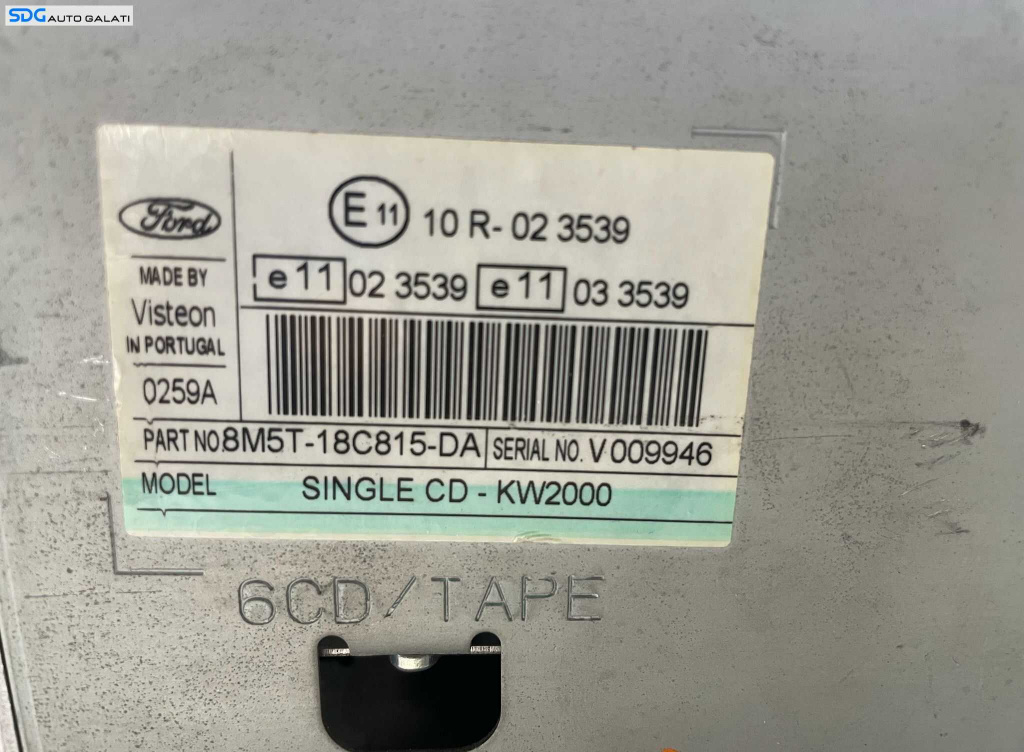 SDG AUTO GALATI
Ford
E 11 10 R- 02 3539
e 11 02 3539 e 11 03 3539
MADE BY
Visteon
IN PORTUGAL
0259A
PART NO. 8M5T-18C815-DA SERIAL NO. V 009946
MODEL SINGLE CD - KW2000
6CD/TAPE